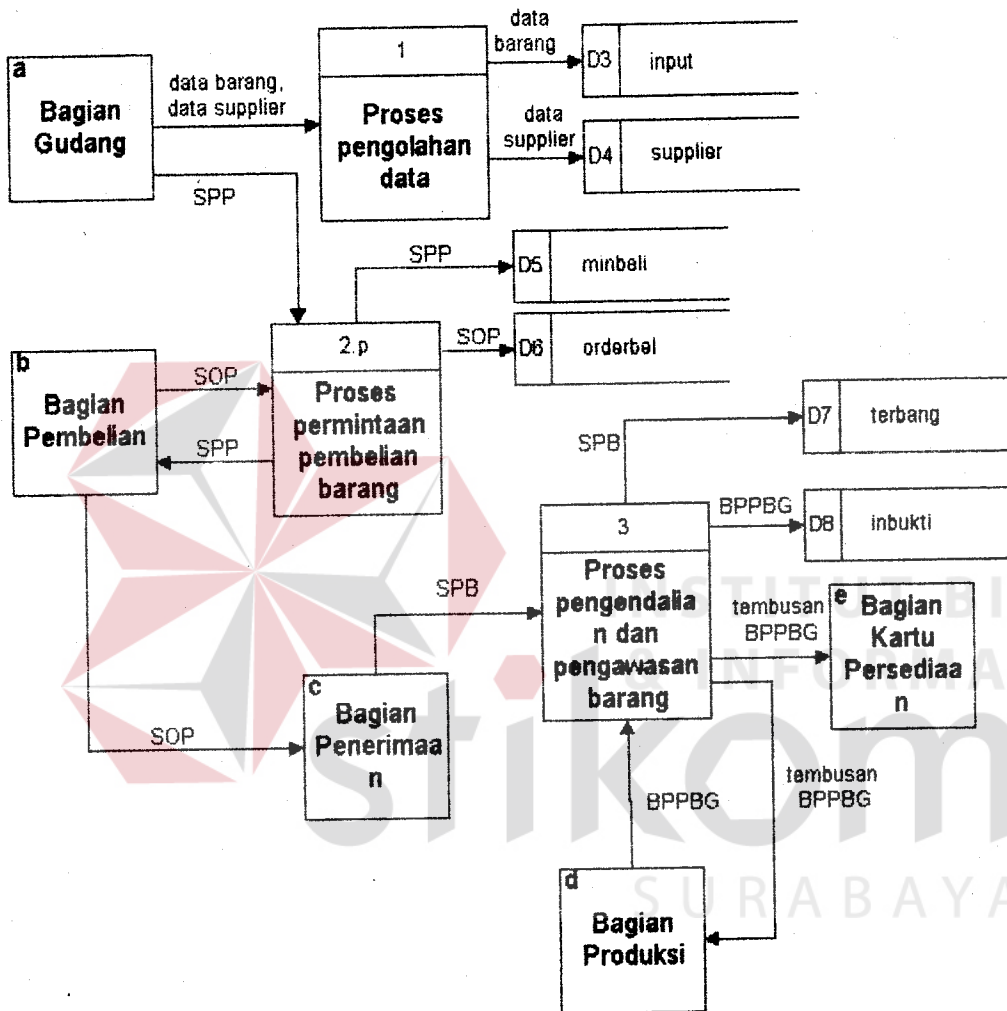 a
Bagian
Gudang
data barang,
data supplier
SPP
1
Proses
pengolahan
data
data
barang
D3
input
data
supplier
D4
supplier
SPP
D5
minbeli
2.p
Proses
permintaan
pembelian
barang
SOP
D6
orderbel
b
Bagian
Pembelian
SOP
SPP
SOP
D7
terbang
SPB
3
Proses
pengendalia
n dan
pengawasan
barang
BPPBG
D8
inbukti
SPB
tembusan
BPPBG
e
Bagian
Kartu
Persediaa
n
c
Bagian
Penerimaa
n
BPPBG
tembusan
BPPBG
d
Bagian
Produksi
INSTITUT BI
& INFORMA
stikom
SURABAYA